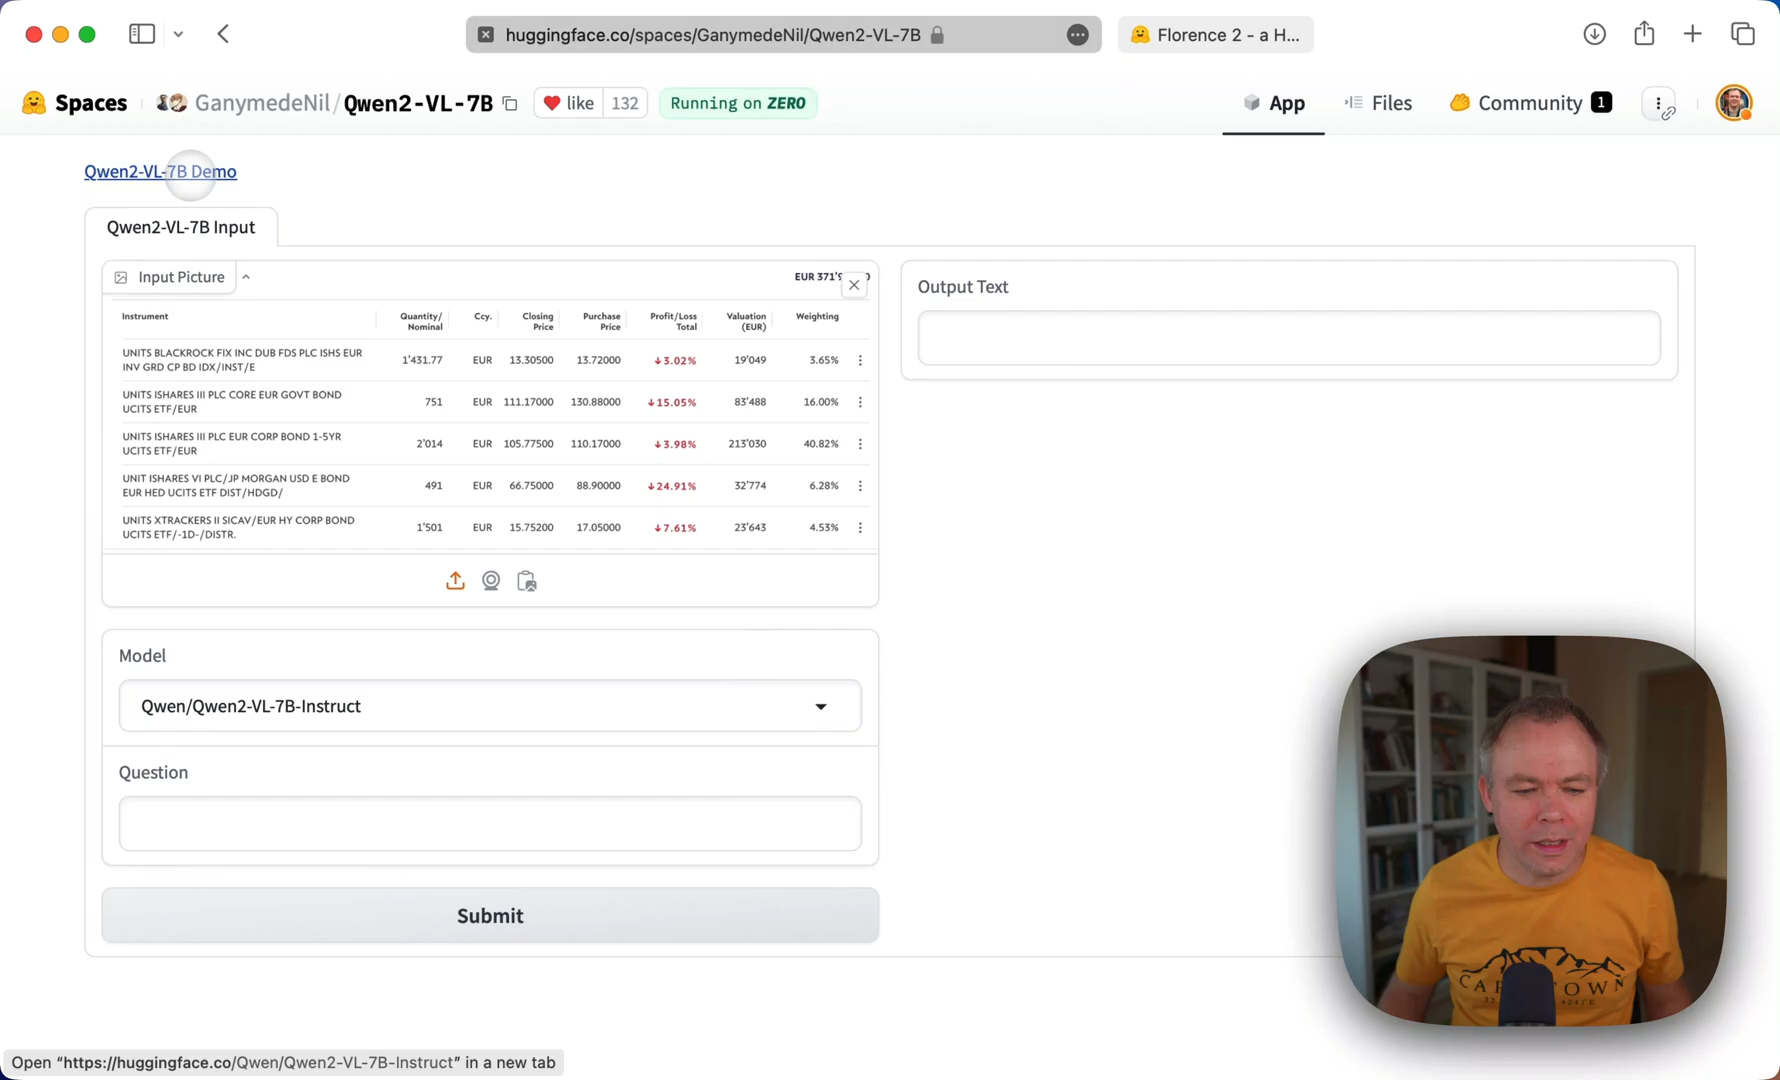 huggingface.co/spaces/GanymedeNil/Qwen2-VL-7B
Florence 2 - a H...
Spaces
GanymedeNil/Qwen2-VL-7B
like 132
Running on ZERO
App
Files
Community 1
Qwen2-VL-7B Demo
Qwen2-VL-7B Input
Input Picture
EUR 371'
Instrument Quantity/ Nominal Ccy. Closing Price Purchase Price Profit/Loss Total Valuation (EUR) Weighting
UNITS BLACKROCK FIX INC DUB FDS PLC ISHS EUR
INV GRD CP BD IDX/INST/E
1'431.77 EUR 13.30500 13.72000 ↓3.02% 19'049 3.65%
UNITS ISHARES III PLC CORE EUR GOVT BOND
UCITS ETF/EUR
751 EUR 111.17000 130.88000 ↓15.05% 83'488 16.00%
UNITS ISHARES III PLC EUR CORP BOND 1-5YR
UCITS ETF/EUR
2'014 EUR 105.77500 110.17000 ↓3.98% 213'030 40.82%
UNIT ISHARES VI PLC/JP MORGAN USD E BOND
EUR HED UCITS ETF DIST/HDGD/
491 EUR 66.75000 88.90000 ↓24.91% 32'774 6.28%
UNITS XTRACKERS II SICAV/EUR HY CORP BOND
UCITS ETF/-1D-/DISTR.
1'501 EUR 15.75200 17.05000 ↓7.61% 23'643 4.53%
Output Text
Model
Qwen/Qwen2-VL-7B-Instruct
Question
Submit
Open “https://huggingface.co/Qwen/Qwen2-VL-7B-Instruct” in a new tab